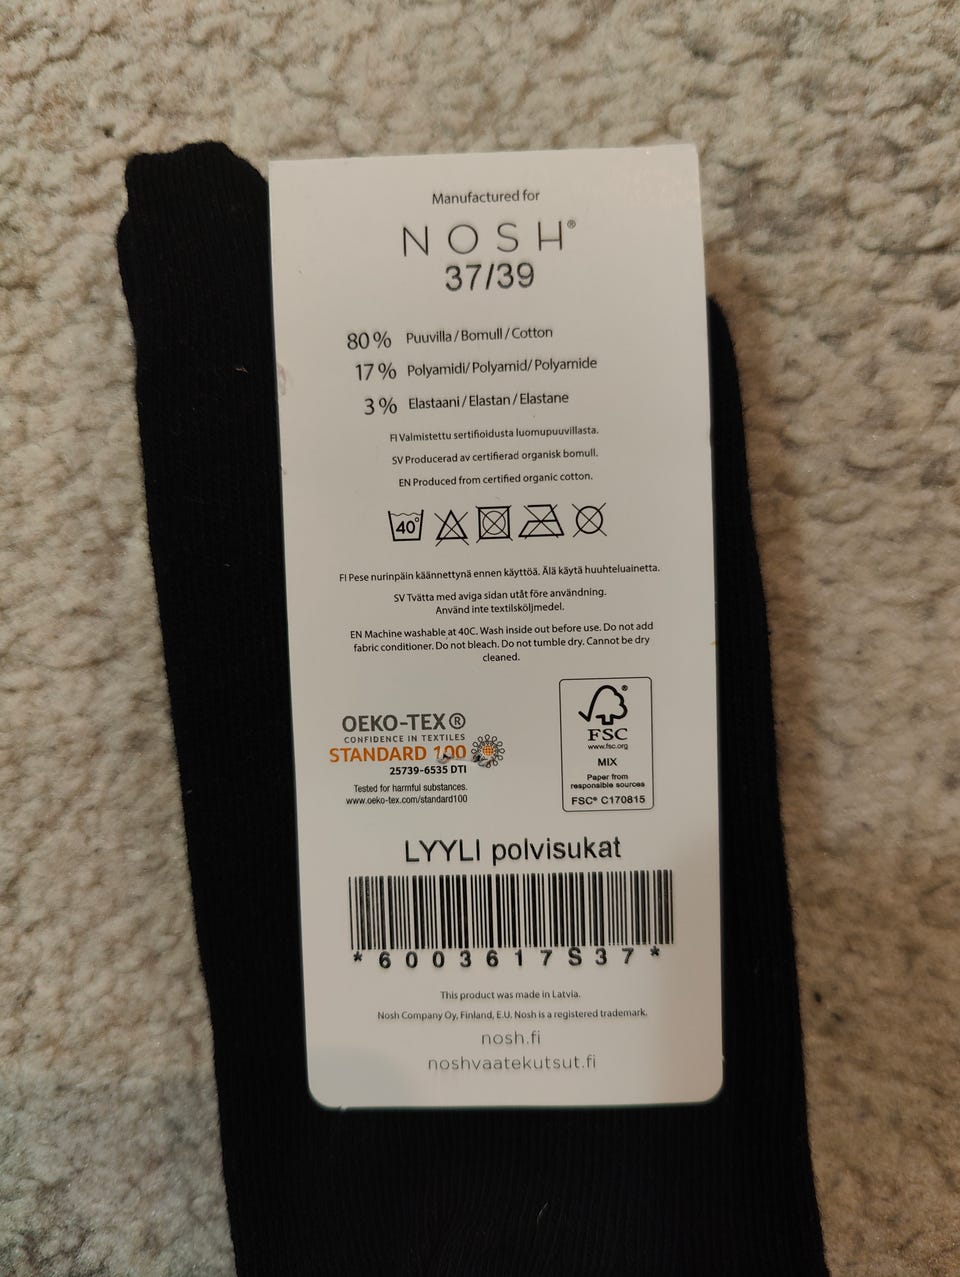 Manufactured for
NOSH®
37/39
80% Puuvilla/Bomull/Cotton
17% Polyamidi/Polyamid/Polyamide
3% Elastaani/Elastan/Elastane
FI Valmistettu sertifioidusta luomupuuvillasta.
SV Producerad av certifierad organisk bomull.
EN Produced from certified organic cotton.
40°
FI Pese nurinpäin käännettynä ennen käyttöä. Älä käytä huuhteluainetta.
SV Tvätta med aviga sidan utåt före användning.
Använd inte textilsköljmedel.
EN Machine washable at 40C. Wash inside out before use. Do not add
fabric conditioner. Do not bleach. Do not tumble dry. Cannot be dry
cleaned.
OEKO-TEX®
CONFIDENCE IN TEXTILES
STANDARD 100
25739-6535 DTI
Tested for harmful substances.
www.oeko-tex.com/standard100
®
FSC
www.fsc.org
MIX
Paper from
responsible sources
FSC® C170815
LYYLI polvisukat
*6003617S37*
This product was made in Latvia.
Nosh Company Oy, Finland, E.U. Nosh is a registered trademark.
nosh.fi
noshvaatekutsut.fi